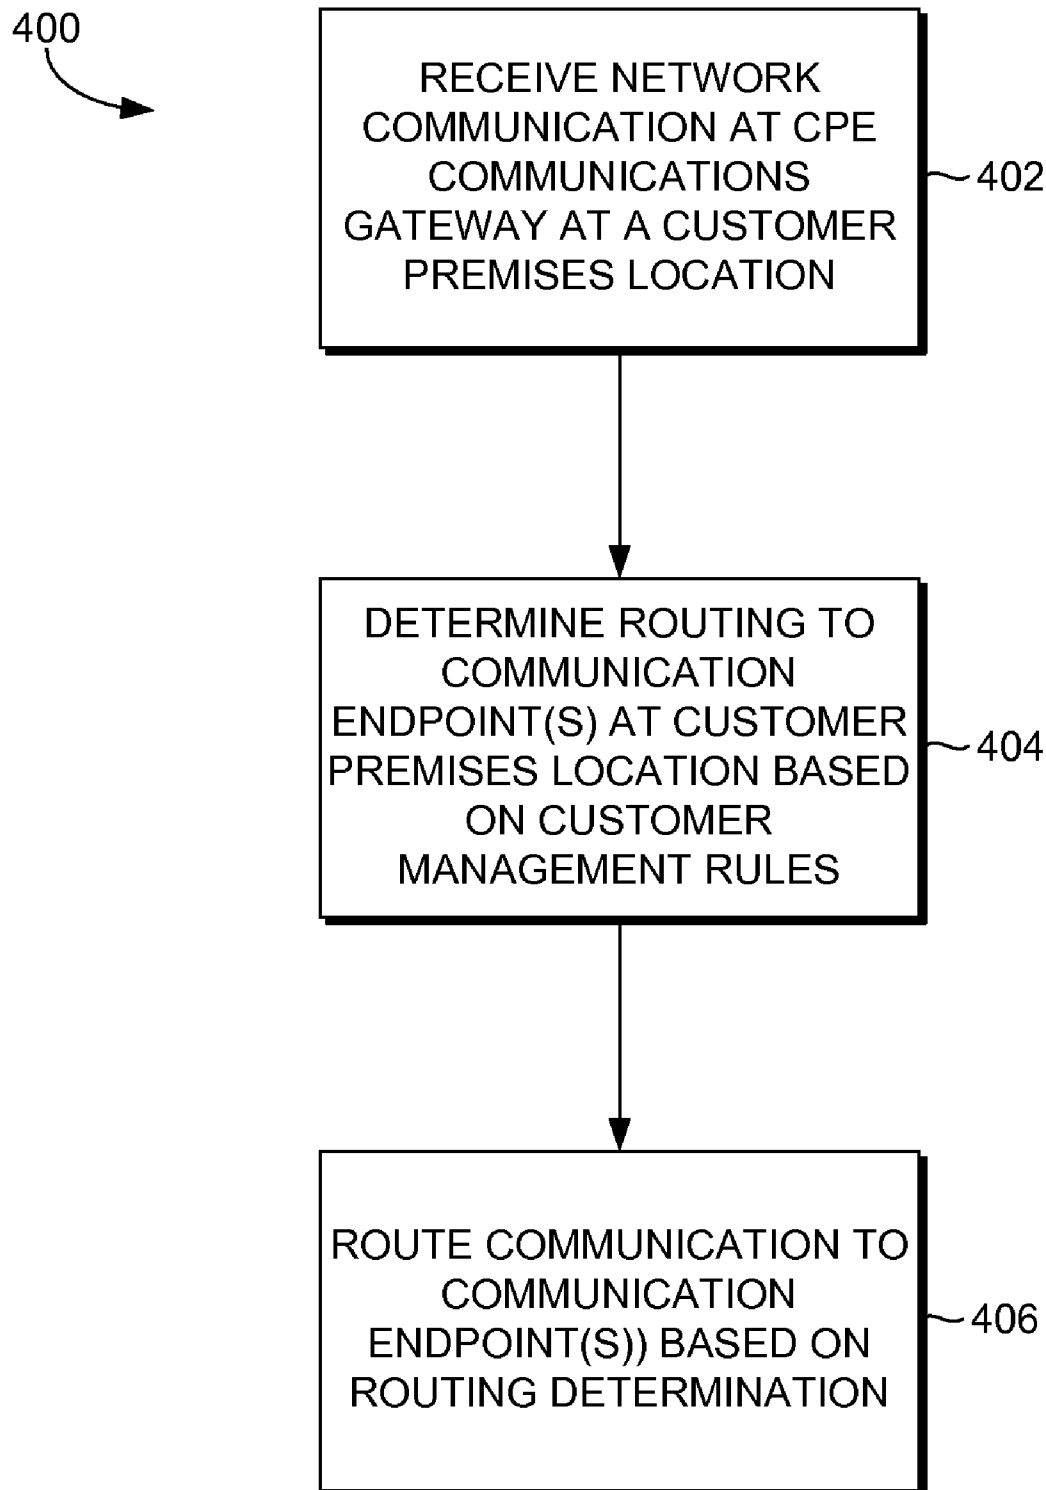 400
RECEIVE NETWORK
COMMUNICATION AT CPE
COMMUNICATIONS
GATEWAY AT A CUSTOMER
PREMISES LOCATION
402
DETERMINE ROUTING TO
COMMUNICATION
ENDPOINT(S) AT CUSTOMER
PREMISES LOCATION BASED
ON CUSTOMER
MANAGEMENT RULES
404
ROUTE COMMUNICATION TO
COMMUNICATION
ENDPOINT(S)) BASED ON
ROUTING DETERMINATION
406